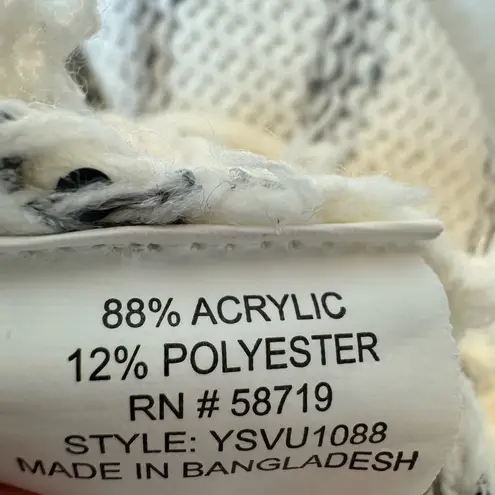 88% ACRYLIC
12% POLYESTER
RN # 58719
STYLE: YSVU1088
MADE IN BANGLADESH